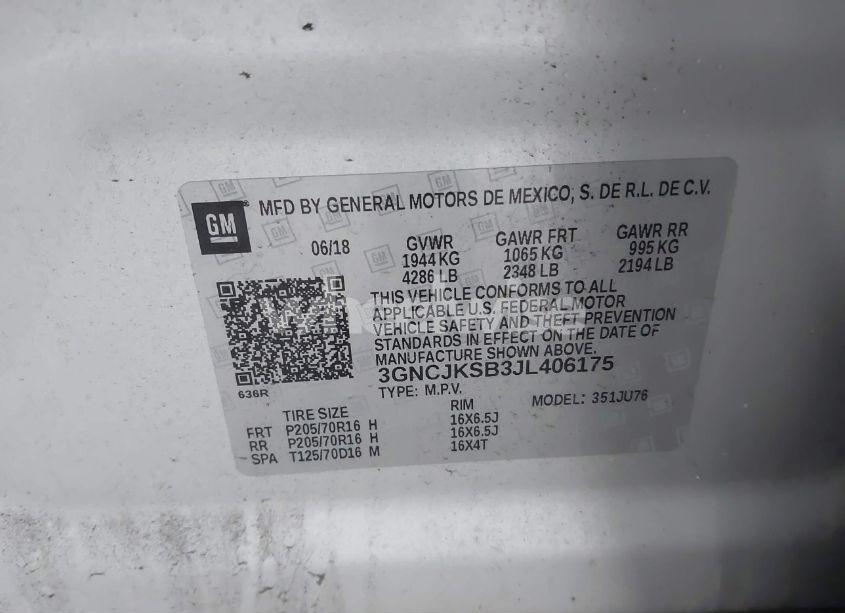 GM
MFD BY GENERAL MOTORS DE MEXICO, S. DE R.L. DE C.V.
06/18 GVWR GAWR FRT GAWR RR
1944 KG 1065 KG 995 KG
4286 LB 2348 LB 2194 LB
THIS VEHICLE CONFORMS TO ALL
APPLICABLE U.S. FEDERAL MOTOR
VEHICLE SAFETY AND THEFT PREVENTION
STANDARDS IN EFFECT ON THE DATE OF
MANUFACTURE SHOWN ABOVE.
3GNCJKSB3JL406175
636R TYPE: M.P.V. MODEL: 351JU76
TIRE SIZE RIM
FRT P205/70R16 H 16X6.5J
RR P205/70R16 H 16X6.5J
SPA T125/70D16 M 16X4T